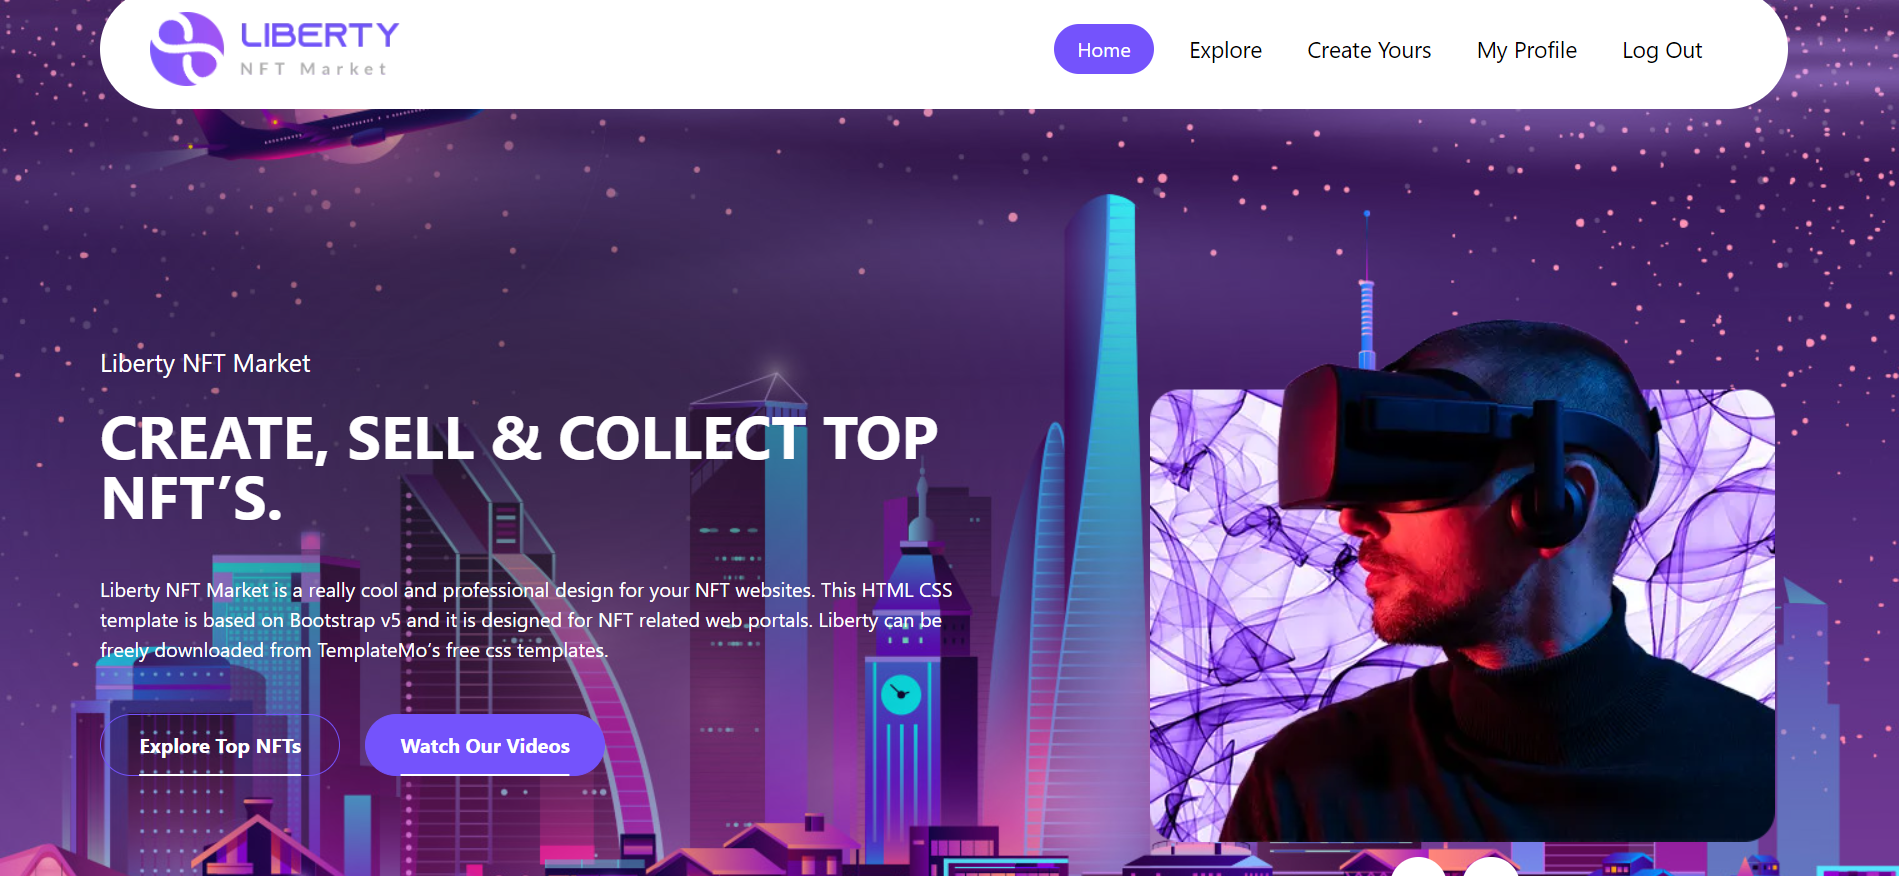 LIBERTY
NFT Market
Home
Explore
Create Yours
My Profile
Log Out
Liberty NFT Market
CREATE, SELL & COLLECT TOP
NFT’S.
Liberty NFT Market is a really cool and professional design for your NFT websites. This HTML CSS
template is based on Bootstrap v5 and it is designed for NFT related web portals. Liberty can be
freely downloaded from TemplateMo’s free css templates.
Explore Top NFTs
Watch Our Videos